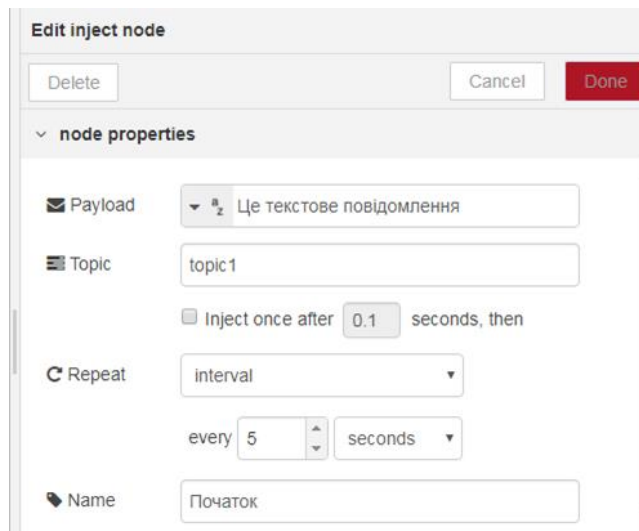 Edit inject node
Delete Cancel Done
node properties
Payload Це текстове повідомлення
Topic topic1
Inject once after 0.1 seconds, then
Repeat interval
every 5 seconds
Name Початок